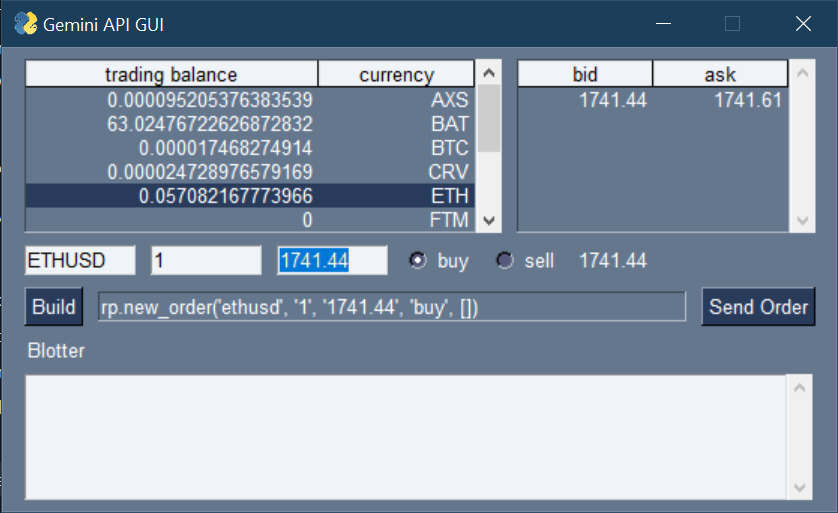 Gemini API GUI
trading balance currency
0.000095205376383539 AXS
63.02476722626872832 BAT
0.000017468274914 BTC
0.000024728976579169 CRV
0.057082167773966 ETH
0 FTM
bid ask
1741.44 1741.61
ETHUSD 1 1741.44 buy sell 1741.44
Build rp.new_order('ethusd', '1', '1741.44', 'buy', []) Send Order
Blotter